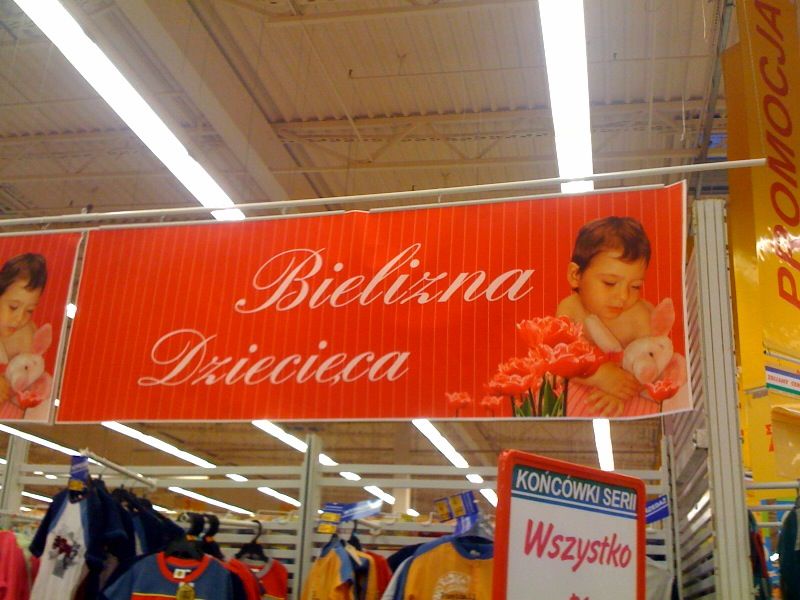 Bielizna
Dziecięca
PROMOCJA
KOŃCÓWKI SERII
Wszystko